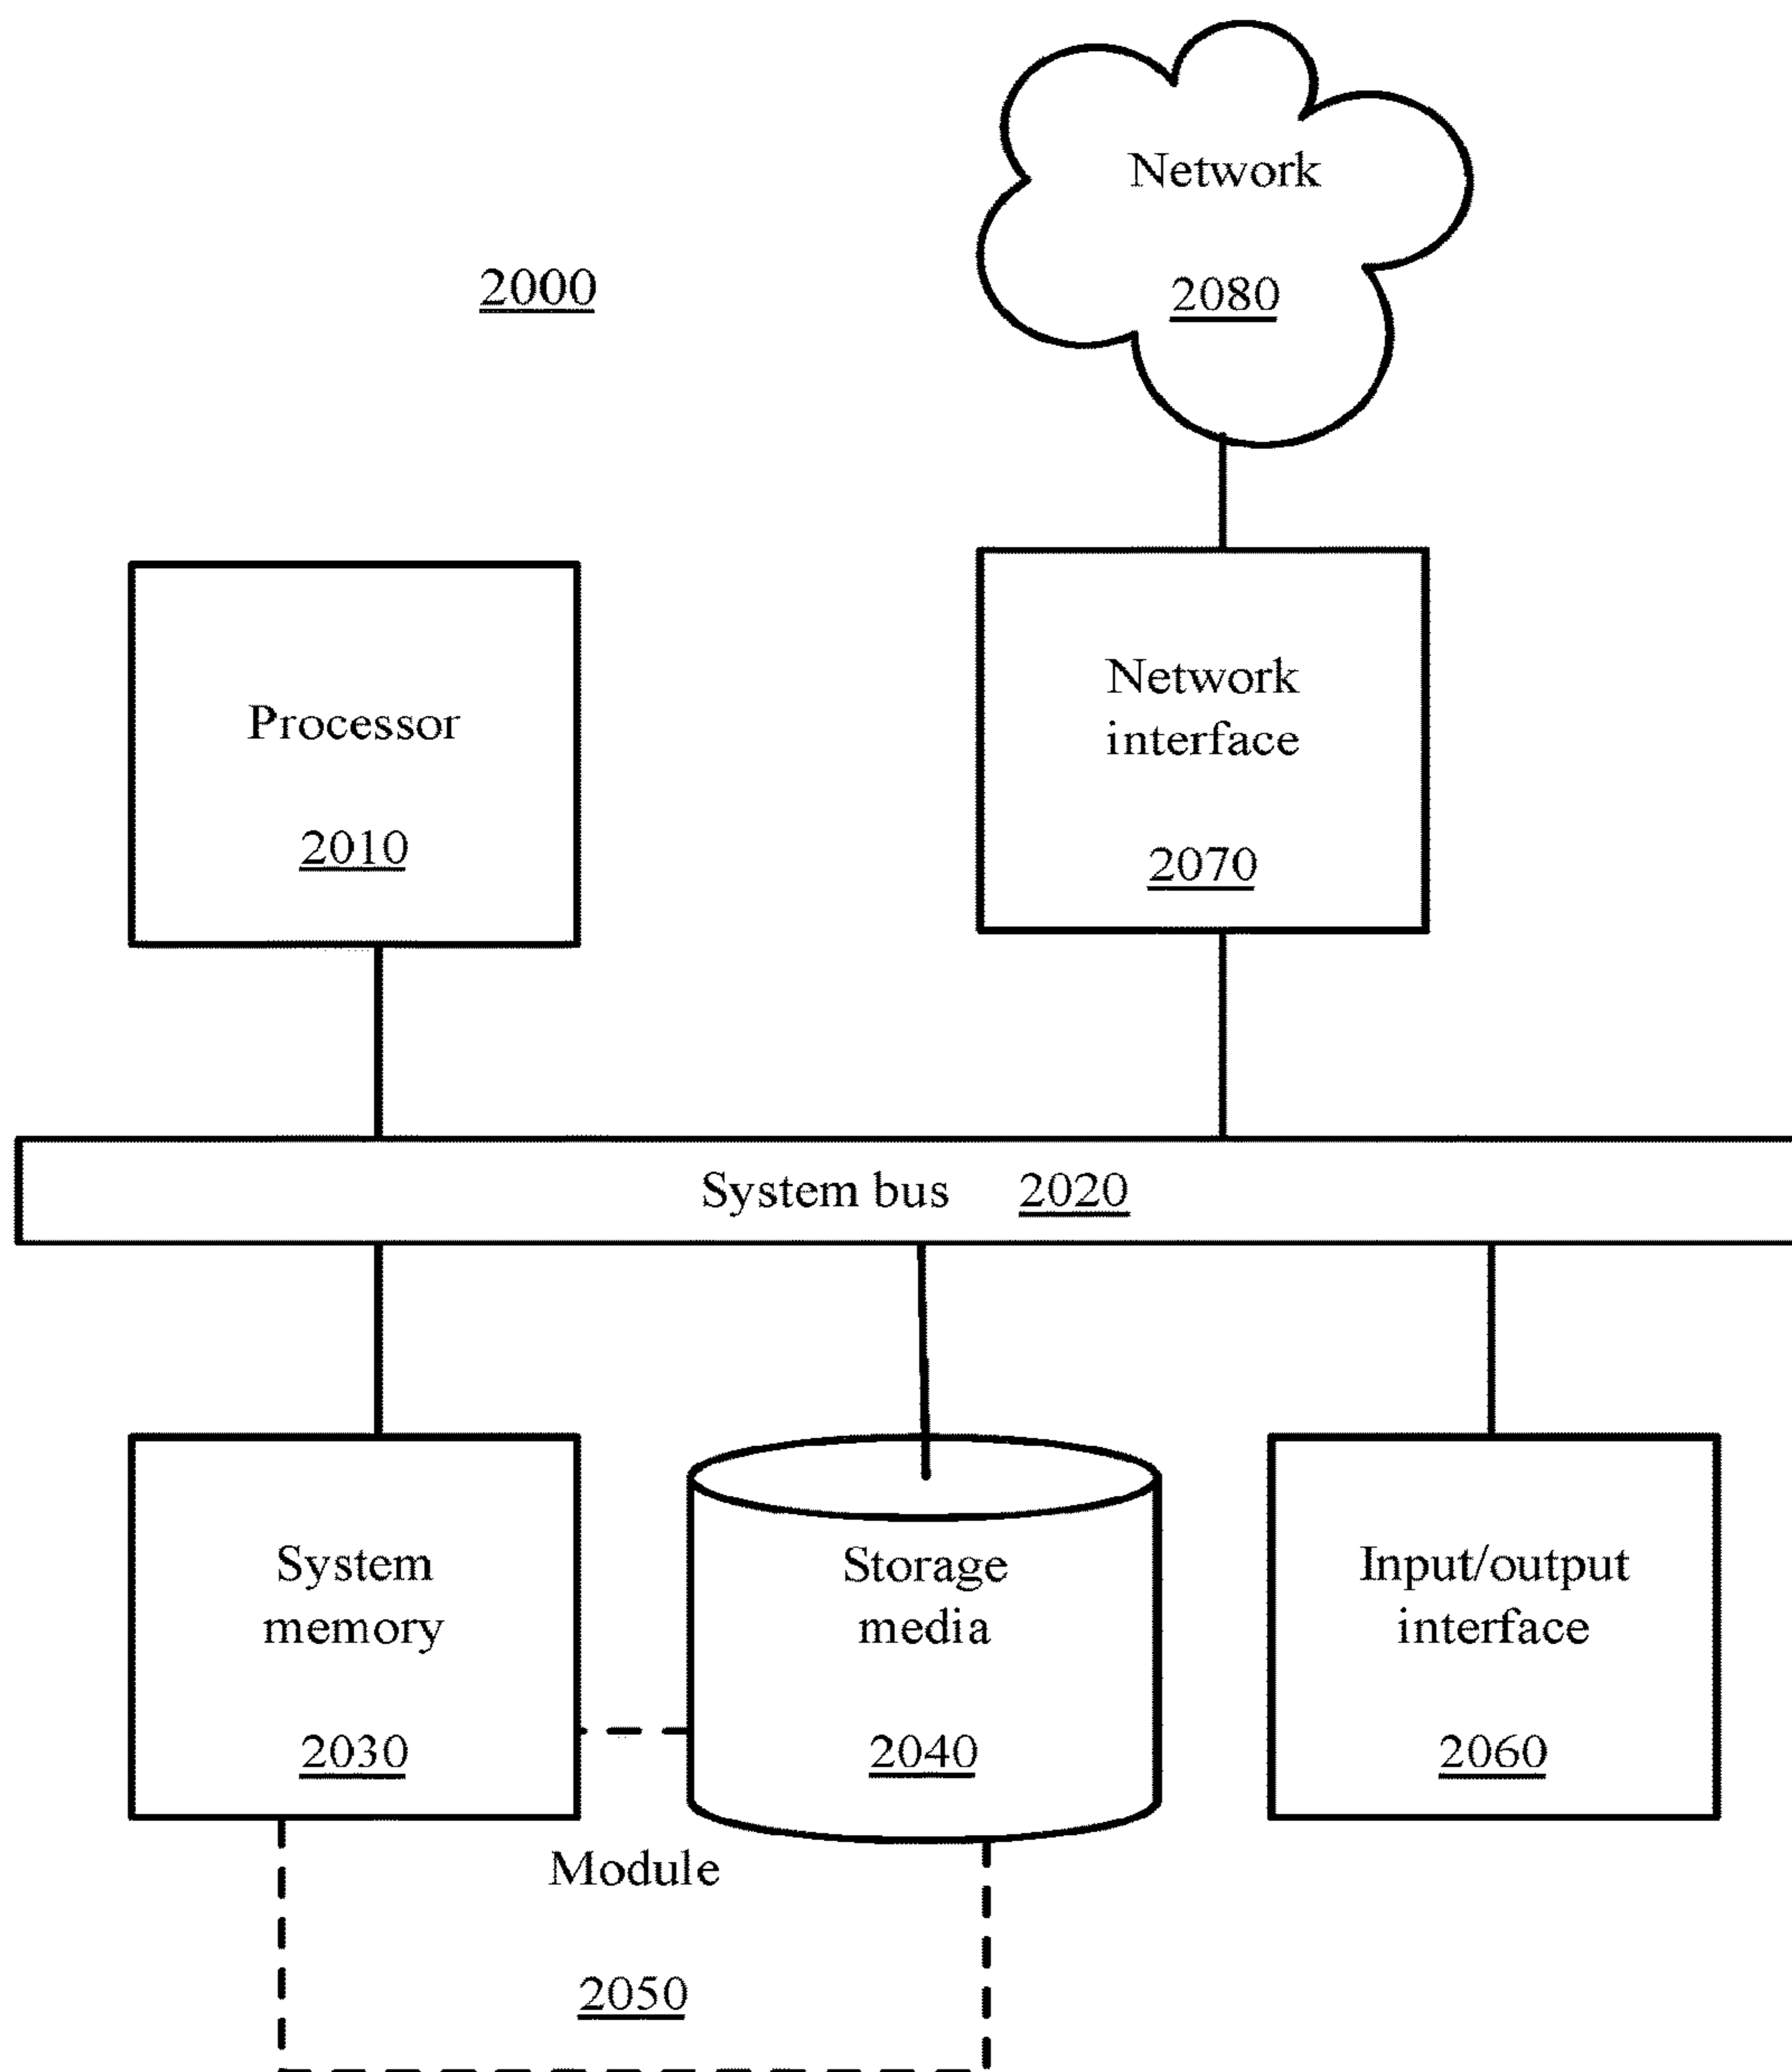 Network
2080
2000
Processor
2010
Network
interface
2070
System bus 2020
System
memory
2030
Storage
media
2040
Input/output
interface
2060
Module
2050